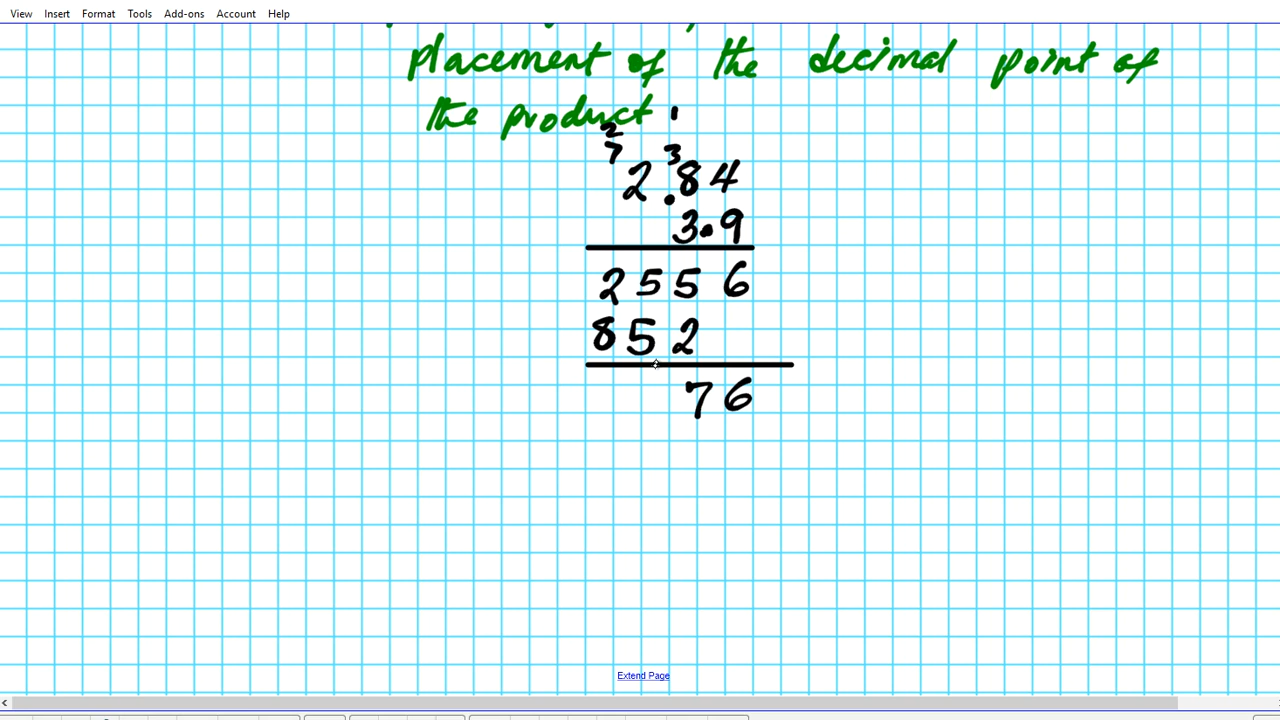 View Insert Format Tools Add-ons Account Help
placement of the decimal point of
the product
2
7 3
2.84
3.9
2556
852
76
Extend Page